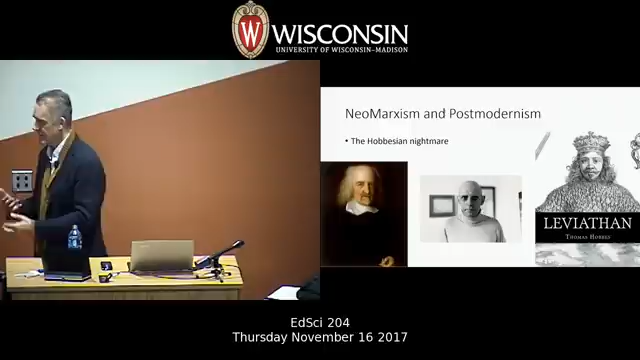 WISCONSIN
UNIVERSITY OF WISCONSIN–MADISON
NeoMarxism and Postmodernism
• The Hobbesian nightmare
LEVIATHAN
THOMAS HOBBES
EdSci 204
Thursday November 16 2017